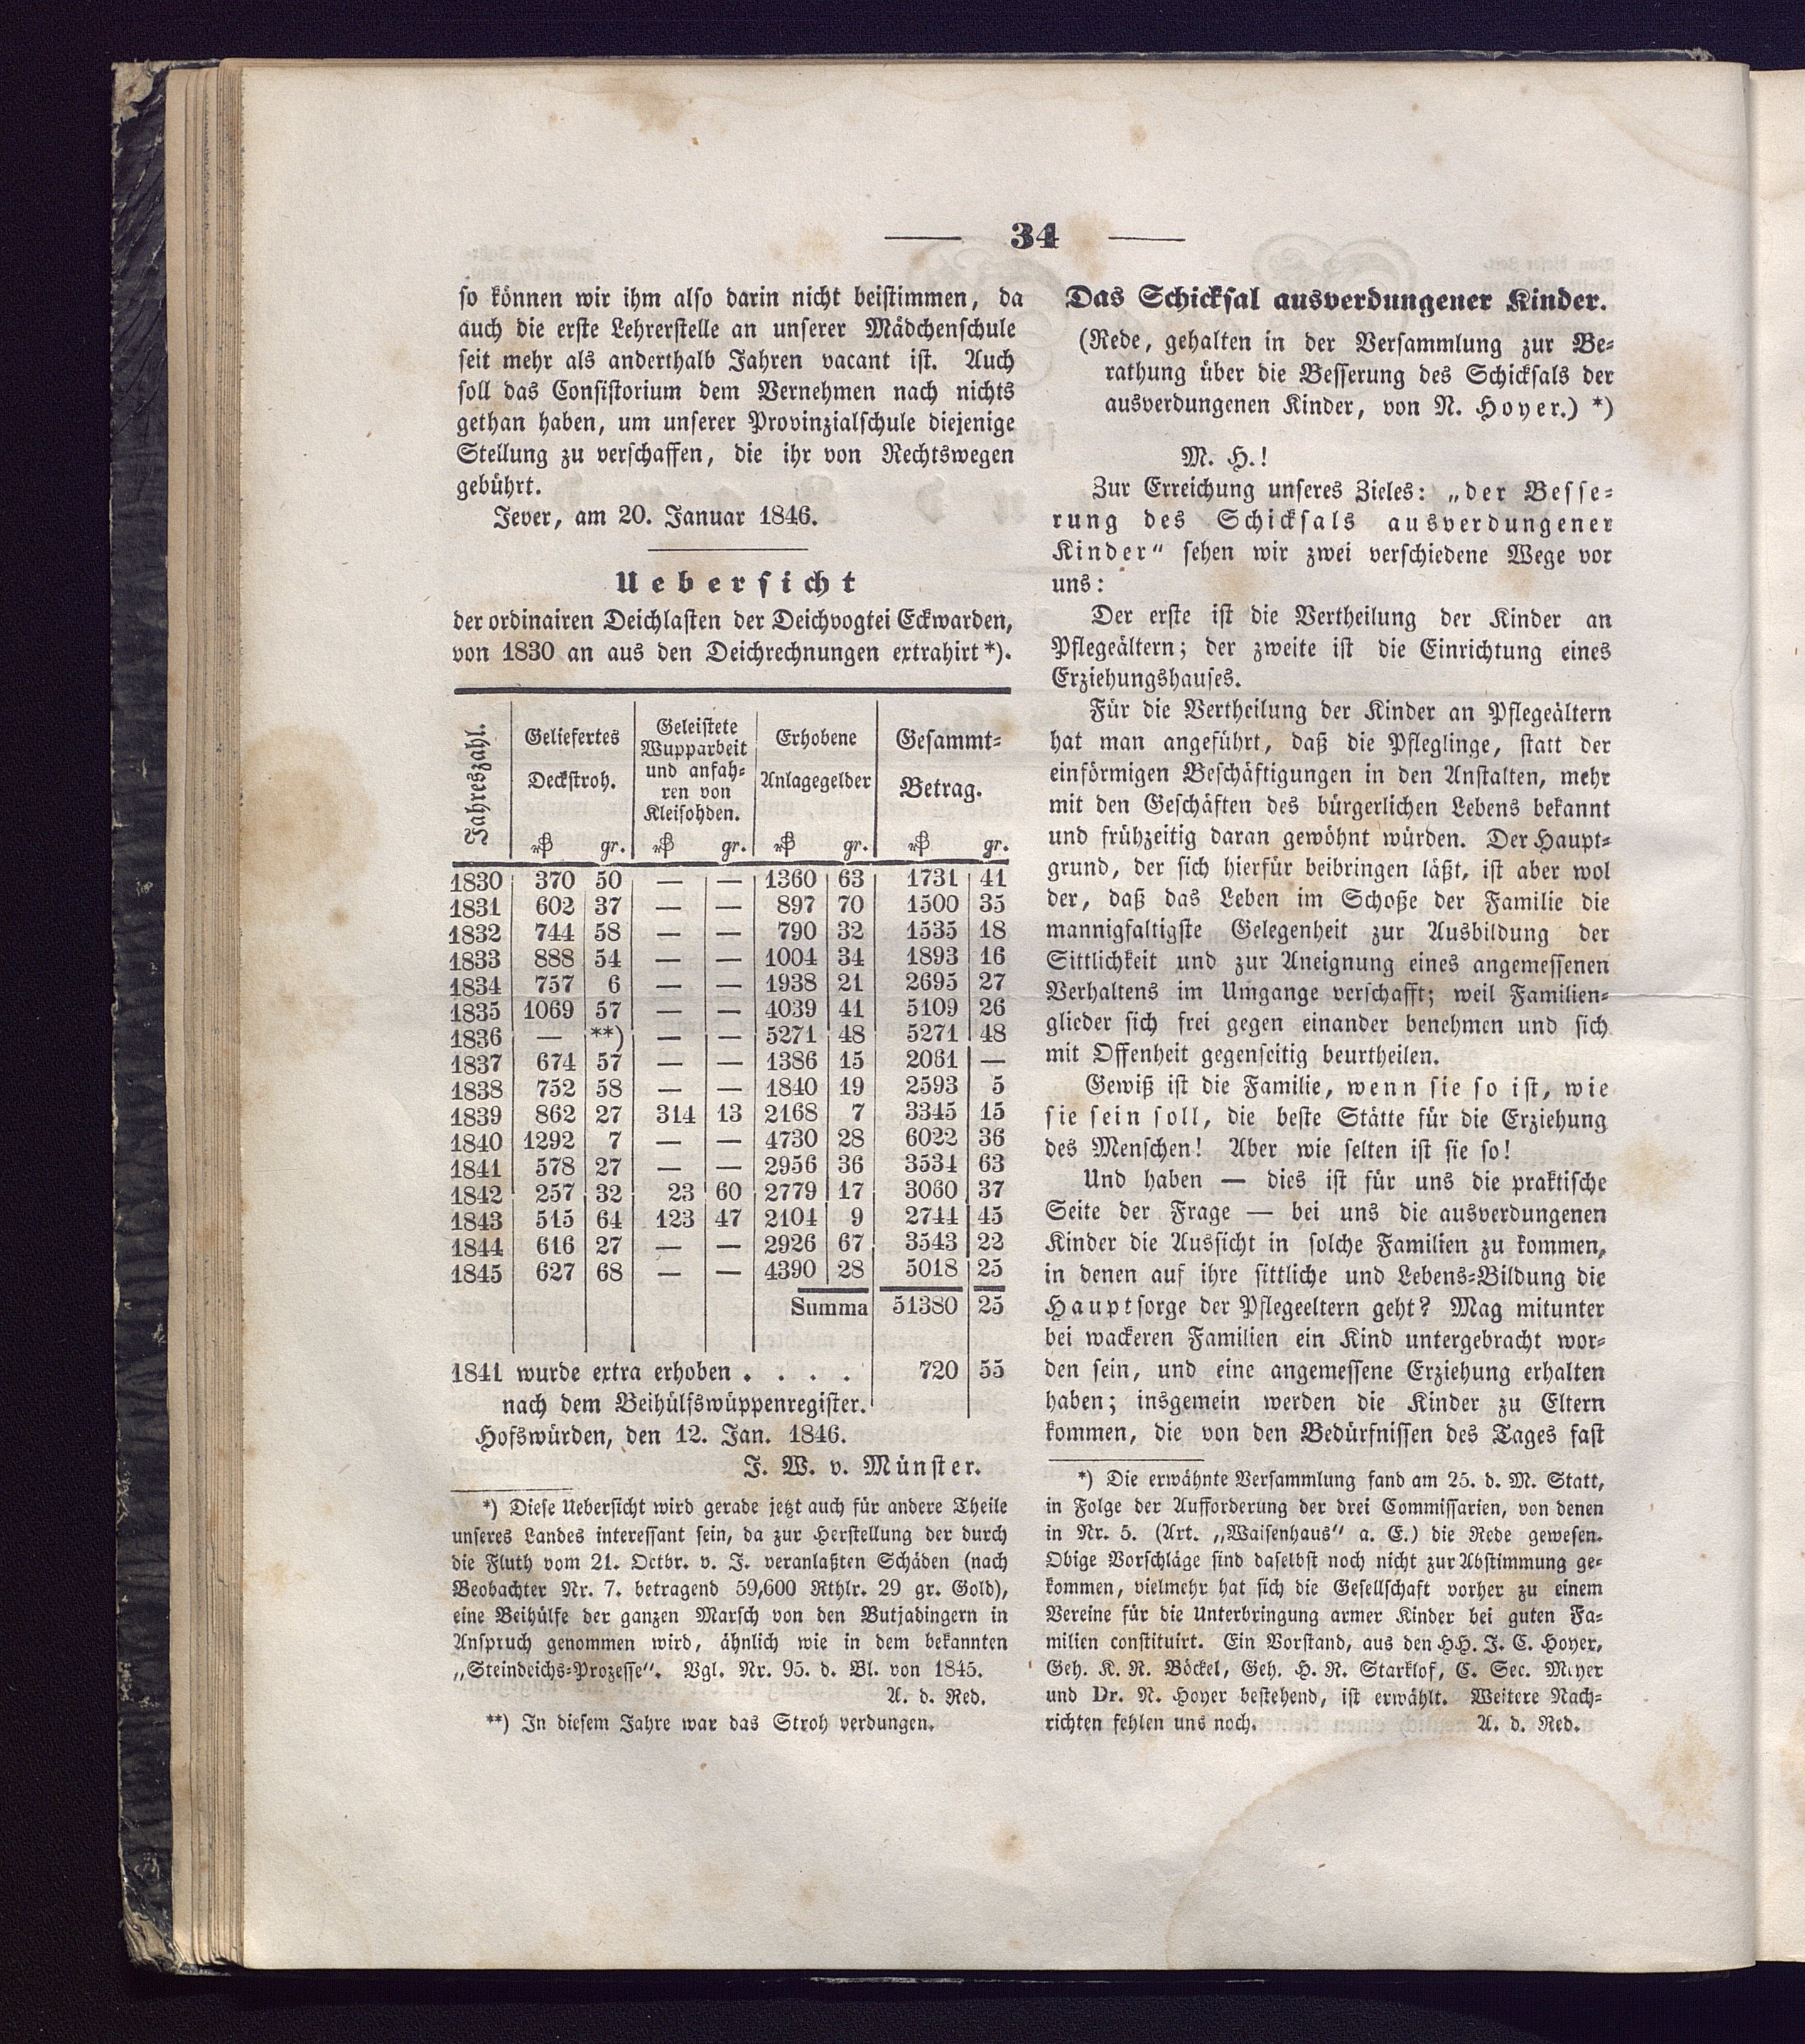 34
so können wir ihm also darin nicht beistimmen, da
auch die erste Lehrerstelle an unserer Mädchenschule
seit mehr als anderthalb Jahren vacant ist. Auch
soll das Consistorium dem Vernehmen nach nichts
gethan haben, um unserer Provinzialschule diejenige
Stellung zu verschaffen, die ihr von Rechtswegen
gebührt.
Jever, am 20. Januar 1846.
Uebersicht
der ordinairen Deichlasten der Deichvogtei Eckwarden,
von 1830 an aus den Deichrechnungen extrahirt *).
Jahreszahl. | Geliefertes Deckstroh. | Geleistete Wupparbeit und anfah= ren von Kleisohden. | Erhobene Anlagegelder | Gesammt= Betrag.
₰ gr. | ₰ gr. | ₰ gr. | ₰ gr.
1830 370 50 — — 1360 63 1731 41
1831 602 37 — — 897 70 1500 35
1832 744 58 — — 790 32 1535 18
1833 888 54 — — 1004 34 1893 16
1834 757 6 — — 1938 21 2695 27
1835 1069 57 — — 4039 41 5109 26
1836 — **) — — 5271 48 5271 48
1837 674 57 — — 1386 15 2061 —
1838 752 58 — — 1840 19 2593 5
1839 862 27 314 13 2168 7 3345 15
1840 1292 7 — — 4730 28 6022 36
1841 578 27 — — 2956 36 3534 63
1842 257 32 23 60 2779 17 3060 37
1843 515 64 123 47 2104 9 2744 45
1844 616 27 — — 2926 67 3543 22
1845 627 68 — — 4390 28 5018 25
Summa 51380 25
1841 wurde extra erhoben . . . . 720 55
nach dem Beihülfswüppenregister.
Hofswürden, den 12. Jan. 1846.
J. W. v. Münster.
*) Diese Uebersicht wird gerade jetzt auch für andere Theile
unseres Landes interessant sein, da zur Herstellung der durch
die Fluth vom 21. Octbr. v. J. veranlaßten Schäden (nach
Beobachter Nr. 7. betragend 59,600 Rthlr. 29 gr. Gold),
eine Beihülfe der ganzen Marsch von den Butjadingern in
Anspruch genommen wird, ähnlich wie in dem bekannten
„Steindeichs=Prozesse“. Vgl. Nr. 95. d. Bl. von 1845.
A. d. Red.
**) In diesem Jahre war das Stroh verdungen.
Das Schicksal ausverdungener Kinder.
(Rede, gehalten in der Versammlung zur Be=
rathung über die Besserung des Schicksals der
ausverdungenen Kinder, von N. Hoyer.) *)
M. H.!
Zur Erreichung unseres Zieles: „der Besse=
rung des Schicksals ausverdungener
Kinder“ sehen wir zwei verschiedene Wege vor
uns:
Der erste ist die Vertheilung der Kinder an
Pflegeältern; der zweite ist die Einrichtung eines
Erziehungshauses.
Für die Vertheilung der Kinder an Pflegeältern
hat man angeführt, daß die Pfleglinge, statt der
einförmigen Beschäftigungen in den Anstalten, mehr
mit den Geschäften des bürgerlichen Lebens bekannt
und frühzeitig daran gewöhnt würden. Der Haupt=
grund, der sich hierfür beibringen läßt, ist aber wol
der, daß das Leben im Schoße der Familie die
mannigfaltigste Gelegenheit zur Ausbildung der
Sittlichkeit und zur Aneignung eines angemessenen
Verhaltens im Umgange verschafft; weil Familien=
glieder sich frei gegen einander benehmen und sich
mit Offenheit gegenseitig beurtheilen.
Gewiß ist die Familie, wenn sie so ist, wie
sie sein soll, die beste Stätte für die Erziehung
des Menschen! Aber wie selten ist sie so!
Und haben — dies ist für uns die praktische
Seite der Frage — bei uns die ausverdungenen
Kinder die Aussicht in solche Familien zu kommen,
in denen auf ihre sittliche und Lebens=Bildung die
Hauptsorge der Pflegeeltern geht? Mag mitunter
bei wackeren Familien ein Kind untergebracht wor=
den sein, und eine angemessene Erziehung erhalten
haben; insgemein werden die Kinder zu Eltern
kommen, die von den Bedürfnissen des Tages fast
*) Die erwähnte Versammlung fand am 25. d. M. Statt,
in Folge der Aufforderung der drei Commissarien, von denen
in Nr. 5. (Art. „Waisenhaus“ a. E.) die Rede gewesen.
Obige Vorschläge sind daselbst noch nicht zur Abstimmung ge=
kommen, vielmehr hat sich die Gesellschaft vorher zu einem
Vereine für die Unterbringung armer Kinder bei guten Fa=
milien constituirt. Ein Vorstand, aus den HH. J. C. Hoyer,
Geh. K. R. Böckel, Geh. H. R. Starklof, C. Sec. Meyer
und Dr. N. Hoyer bestehend, ist erwählt. Weitere Nach=
richten fehlen uns noch. A. d. Red.